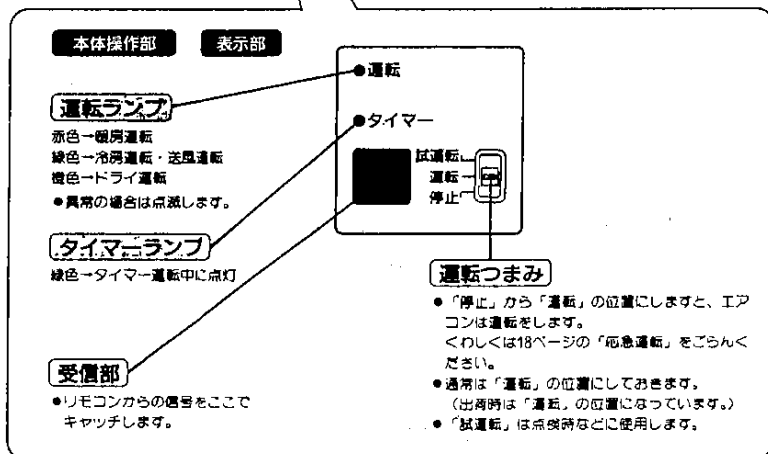 本体操作部 表示部
●運転
運転ランプ
赤色→暖房運転
緑色→冷房運転・送風運転
橙色→ドライ運転
●異常の場合は点滅します。
●タイマー
試運転
運転
停止
タイマーランプ
緑色→タイマー運転中に点灯
受信部
●リモコンからの信号をここで
キャッチします。
運転つまみ
●「停止」から「運転」の位置にしますと、エア
コンは運転をします。
くわしくは18ページの「応急運転」をごらんく
ださい。
●通常は「運転」の位置にしておきます。
（出荷時は「運転」の位置になっています。）
●「試運転」は点検時などに使用します。